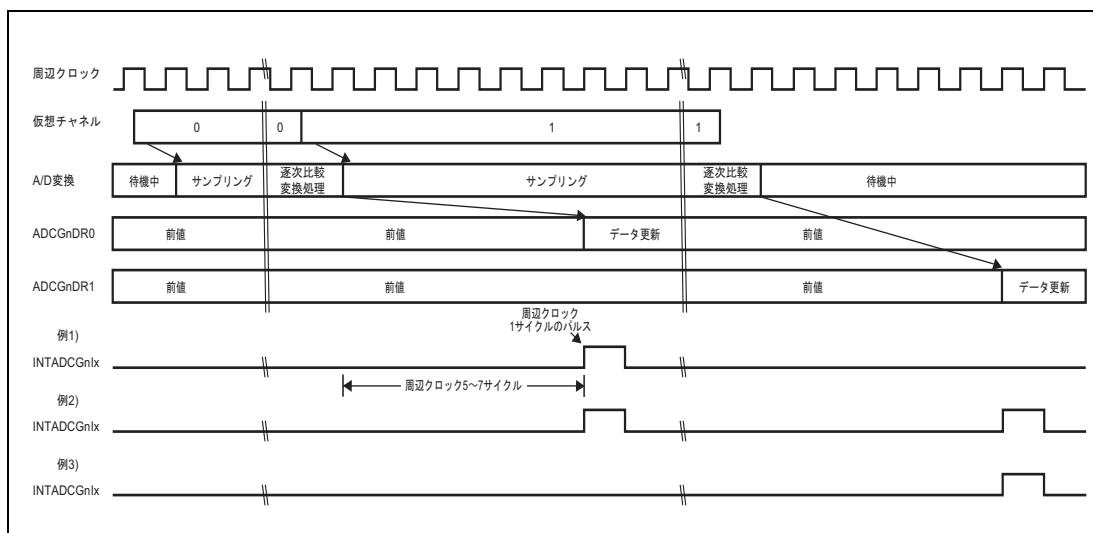 周辺クロック
仮想チャネル
0
0
1
1
A/D変換
待機中
サンプリング
逐次比較
変換処理
サンプリング
逐次比較
変換処理
待機中
ADCGnDR0
前値
前値
データ更新
前値
ADCGnDR1
前値
前値
前値
データ更新
周辺クロック
1サイクルのパルス
例1)
INTADCGnIx
周辺クロック5～7サイクル
例2)
INTADCGnIx
例3)
INTADCGnIx